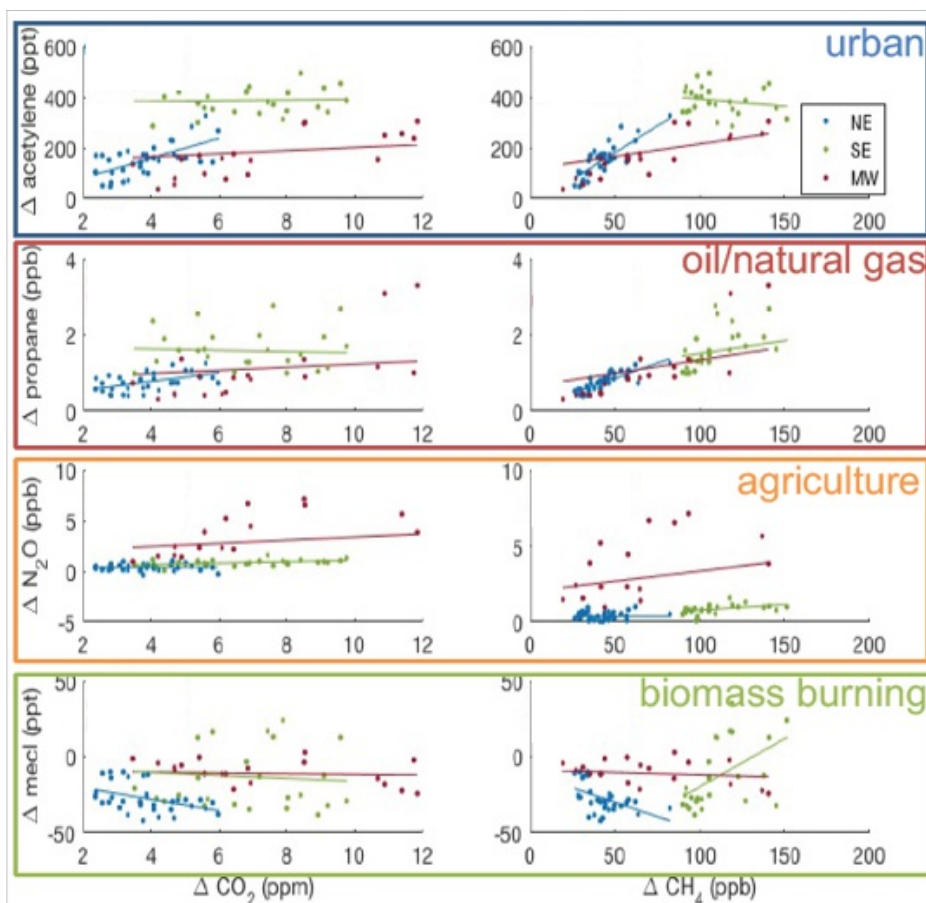 urban
Δ acetylene (ppt)
600
400
200
0
2 4 6 8 10 12
600
400
200
0
0 50 100 150 200
NE
SE
MW
oil/natural gas
Δ propane (ppb)
4
2
0
2 4 6 8 10 12
4
2
0
0 50 100 150 200
agriculture
Δ N₂O (ppb)
10
5
0
-5
2 4 6 8 10 12
10
5
0
0 50 100 150 200
biomass burning
Δ mecl (ppt)
50
0
-50
2 4 6 8 10 12
50
0
-50
0 50 100 150 200
Δ CO₂ (ppm)
Δ CH₄ (ppb)